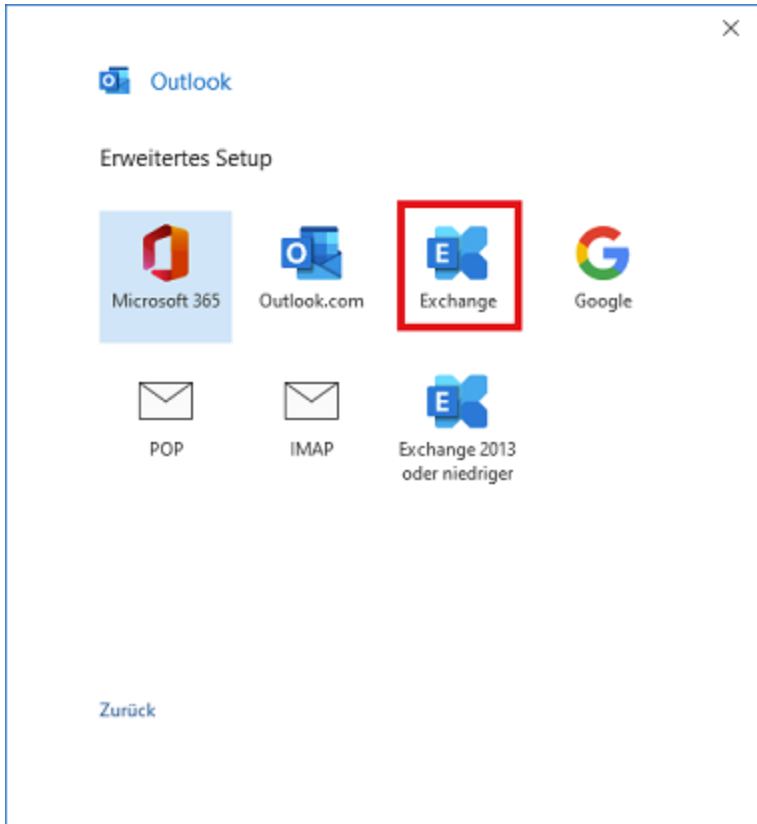 Outlook
Erweitertes Setup
Microsoft 365
Outlook.com
Exchange
Google
POP
IMAP
Exchange 2013
oder niedriger
Zurück